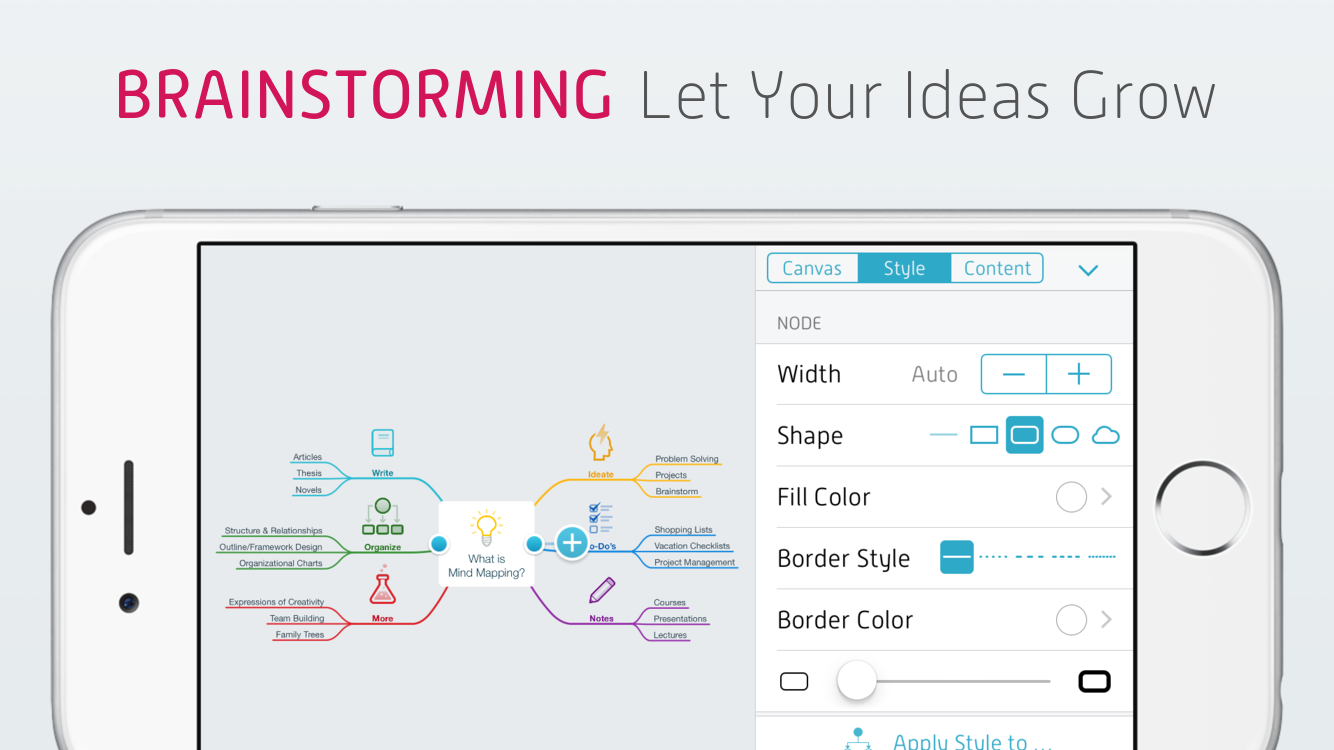 BRAINSTORMING Let Your Ideas Grow
Canvas
Style
Content
NODE
Width
Auto
Shape
Fill Color
Border Style
Border Color
Apply Style to ...
Articles
Thesis
Novels
Write
Structure & Relationships
Outline/Framework Design
Organizational Charts
Organize
Expressions of Creativity
Team Building
Family Trees
More
What is
Mind Mapping?
Ideate
Problem Solving
Projects
Brainstorm
o-Do's
Shopping Lists
Vacation Checklists
Project Management
Notes
Courses
Presentations
Lectures